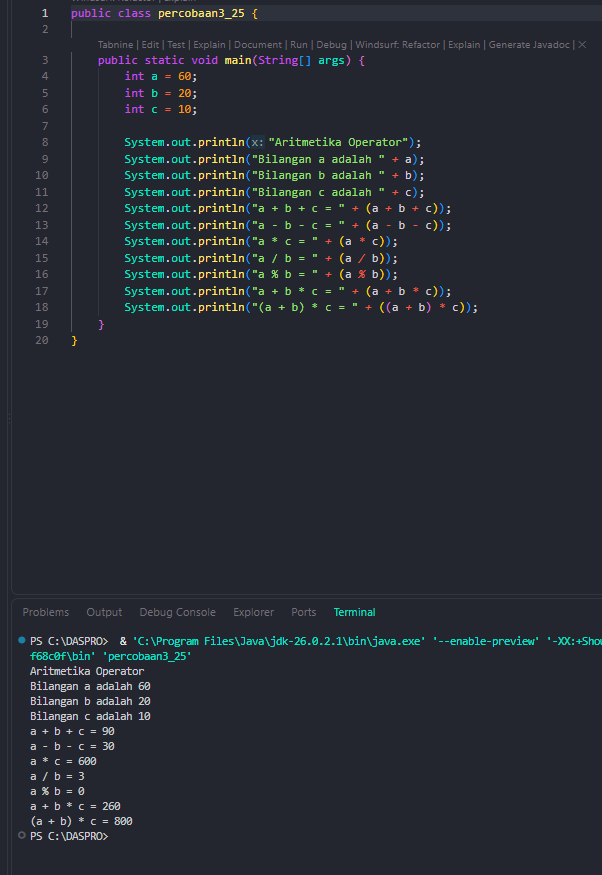 Windsurf: Refactor | Explain
1 public class percobaan3_25 {
2
Tabnine | Edit | Test | Explain | Document | Run | Debug | Windsurf: Refactor | Explain | Generate Javadoc | ✕
3 public static void main(String[] args) {
4 int a = 60;
5 int b = 20;
6 int c = 10;
7
8 System.out.println(x: "Aritmetika Operator");
9 System.out.println("Bilangan a adalah " + a);
10 System.out.println("Bilangan b adalah " + b);
11 System.out.println("Bilangan c adalah " + c);
12 System.out.println("a + b + c = " + (a + b + c));
13 System.out.println("a - b - c = " + (a - b - c));
14 System.out.println("a * c = " + (a * c));
15 System.out.println("a / b = " + (a / b));
16 System.out.println("a % b = " + (a % b));
17 System.out.println("a + b * c = " + (a + b * c));
18 System.out.println("(a + b) * c = " + ((a + b) * c));
19 }
20 }
Problems Output Debug Console Explorer Ports Terminal
PS C:\DASPRO> & 'C:\Program Files\Java\jdk-26.0.2.1\bin\java.exe' '--enable-preview' '-XX:+Show
f68c0f\bin' 'percobaan3_25'
Aritmetika Operator
Bilangan a adalah 60
Bilangan b adalah 20
Bilangan c adalah 10
a + b + c = 90
a - b - c = 30
a * c = 600
a / b = 3
a % b = 0
a + b * c = 260
(a + b) * c = 800
PS C:\DASPRO>